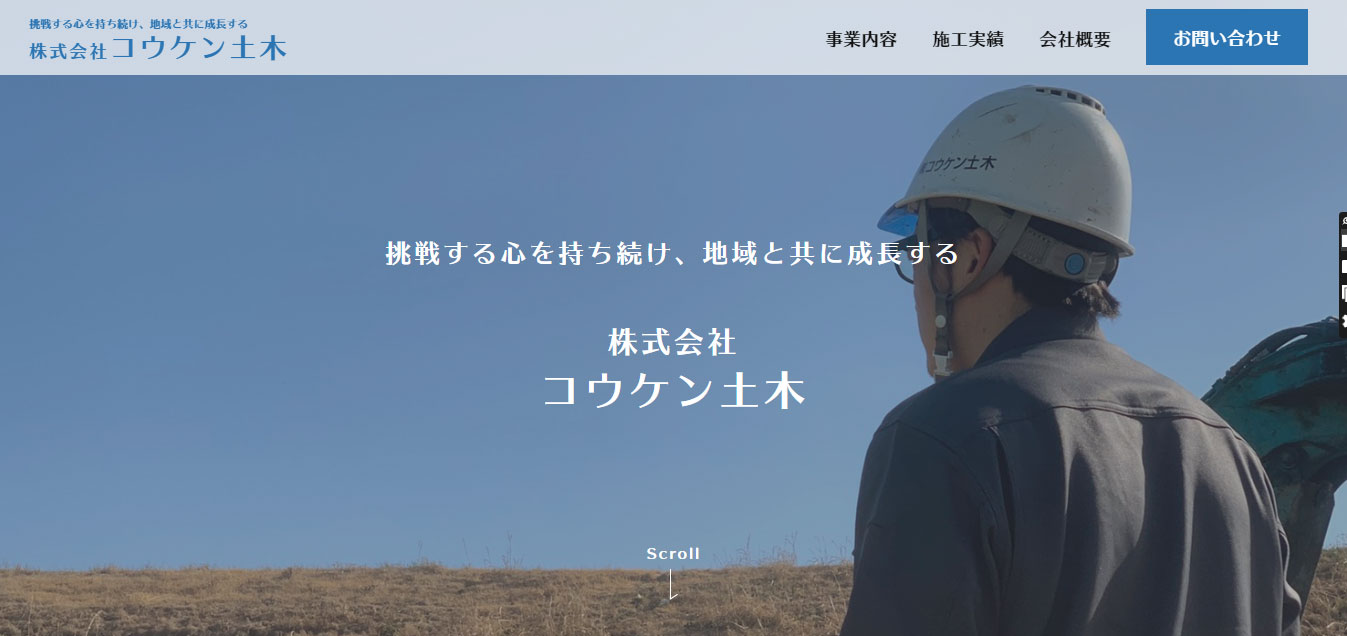 挑戦する心を持ち続け、地域と共に成長する
株式会社コウケン土木
事業内容
施工実績
会社概要
お問い合わせ
コウケン土木
挑戦する心を持ち続け、地域と共に成長する
株式会社
コウケン土木
Scroll